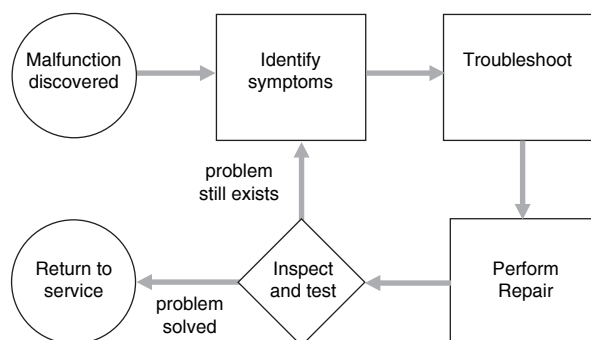 Malfunction
discovered
Identify
symptoms
Troubleshoot
problem
still exists
Return to
service
problem
solved
Inspect
and test
Perform
Repair